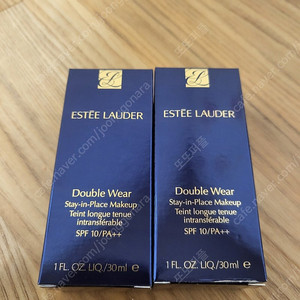 ESTĒE LAUDER
Double Wear
Stay-in-Place Makeup
Teint longue tenue
intransférable
SPF 10/PA++
1 FL. OZ. LIQ./30ml e
ESTĒE LAUDER
Double Wear
Stay-in-Place Makeup
Teint longue tenue
intransférable
SPF 10/PA++
1 FL. OZ. LIQ./30ml e